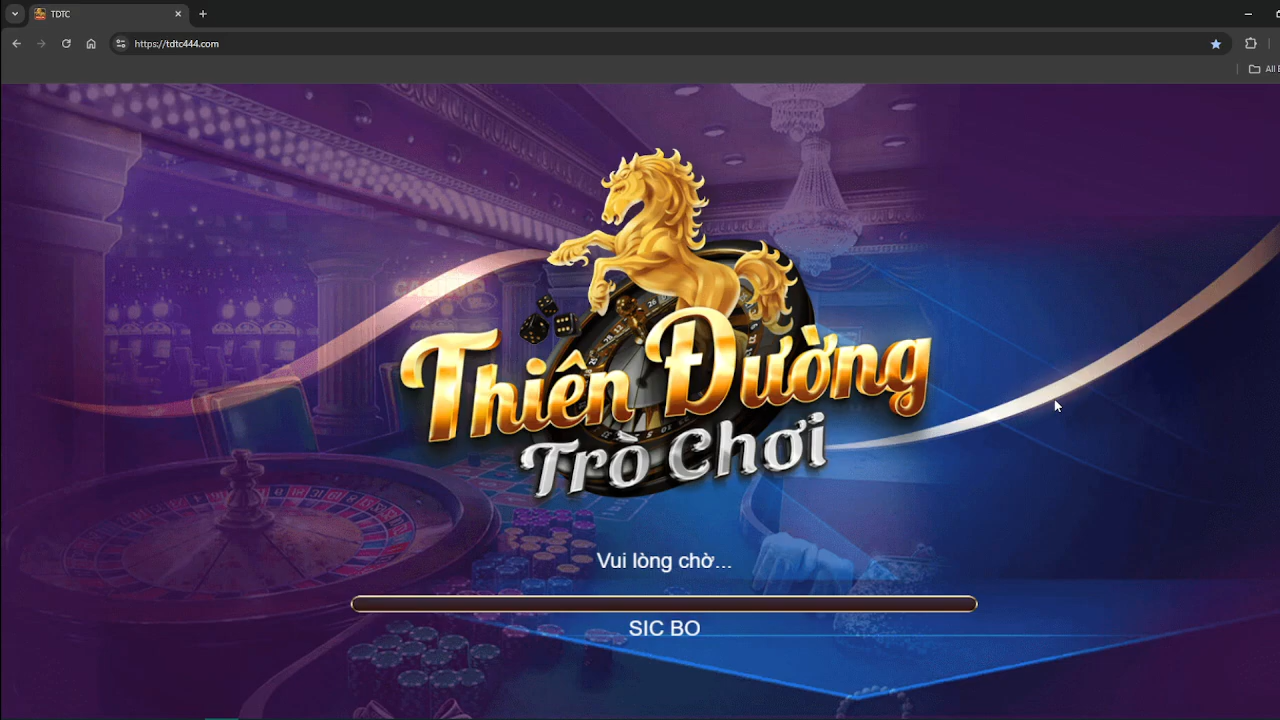 TDTC
https://tdtc444.com
Thiên Đường
Trò Chơi
Vui lòng chờ...
SIC BO